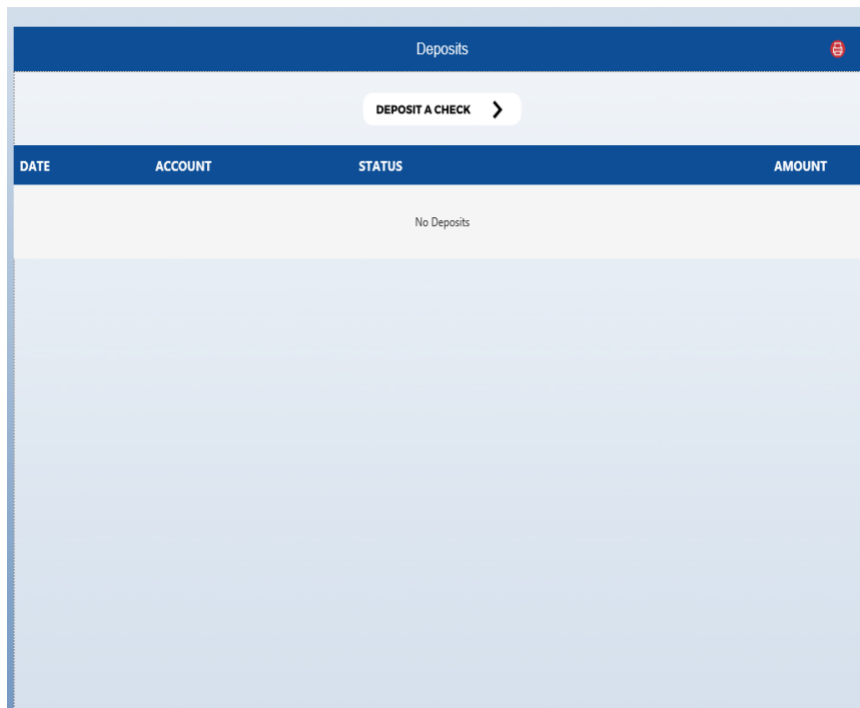 Deposits
DEPOSIT A CHECK
DATE ACCOUNT STATUS AMOUNT
No Deposits